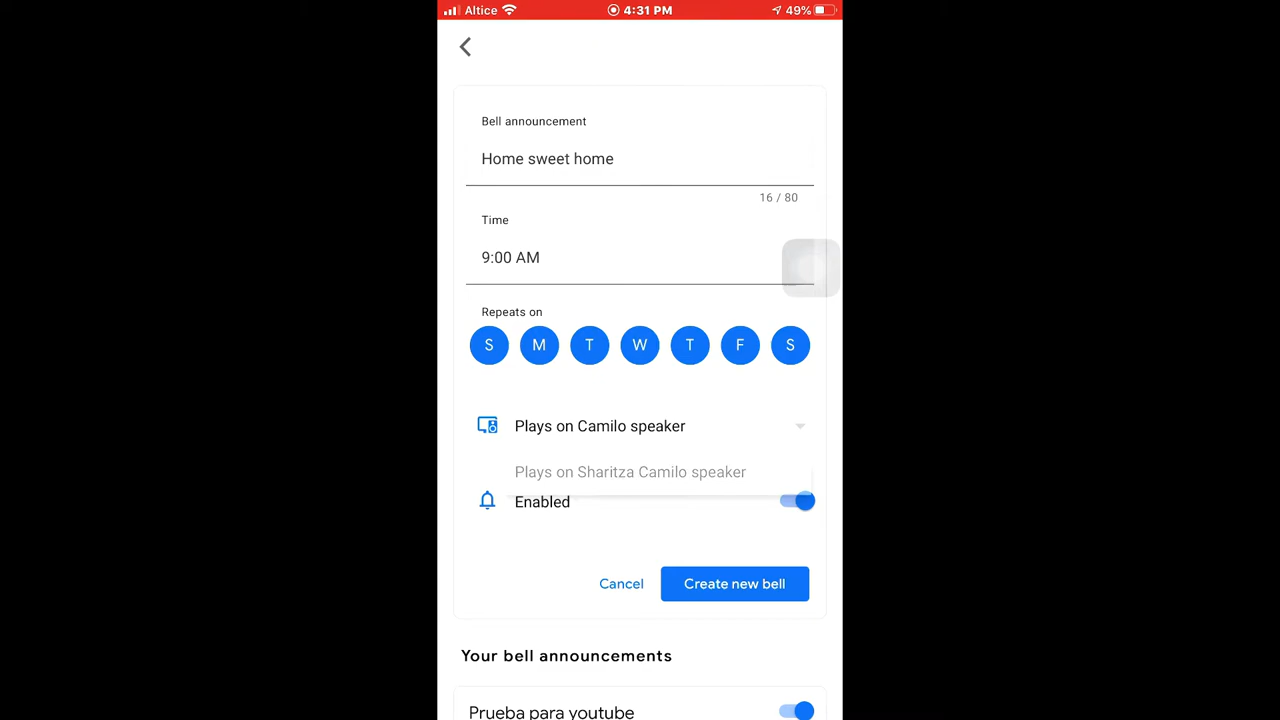 Altice 4:31 PM 49%
Bell announcement
Home sweet home
16 / 80
Time
9:00 AM
Repeats on
S M T W T F S
Plays on Camilo speaker
Plays on Sharitza Camilo speaker
Enabled
Cancel Create new bell
Your bell announcements
Prueba para youtube